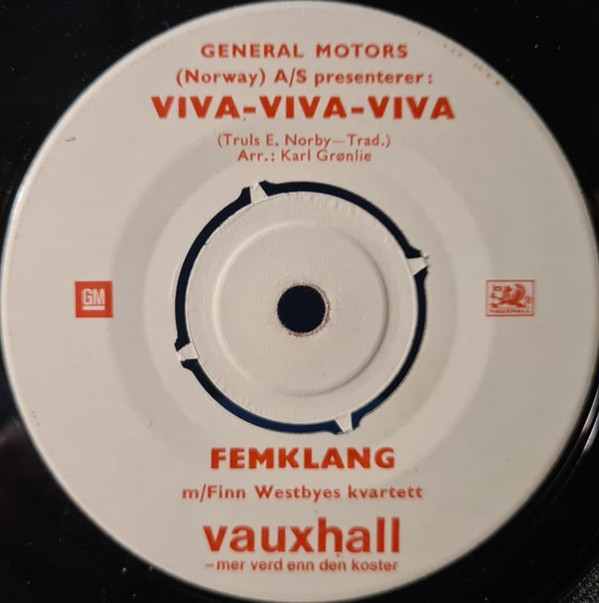 GENERAL MOTORS
(Norway) A/S presenterer:
VIVA-VIVA-VIVA
(Truls E. Norby—Trad.)
Arr.: Karl Grønlie
GM
VAUXHALL
FEMKLANG
m/Finn Westbyes kvartett
vauxhall
–mer verd enn den koster